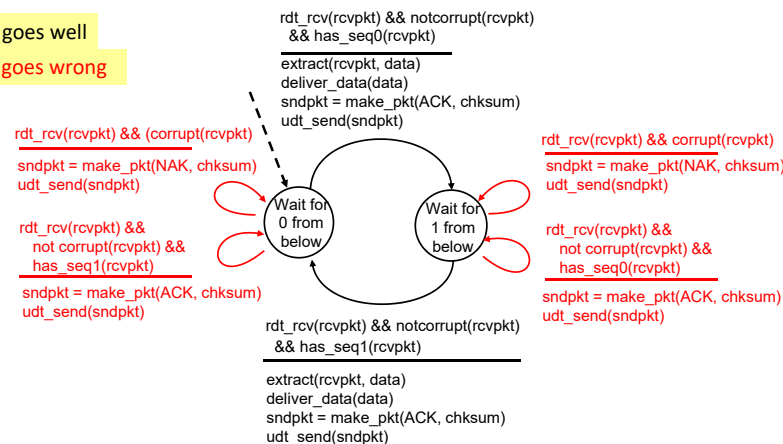 goes well
goes wrong
rdt_rcv(rcvpkt) && notcorrupt(rcvpkt)
&& has_seq0(rcvpkt)
extract(rcvpkt, data)
deliver_data(data)
sndpkt = make_pkt(ACK, chksum)
udt_send(sndpkt)
rdt_rcv(rcvpkt) && (corrupt(rcvpkt)
sndpkt = make_pkt(NAK, chksum)
udt_send(sndpkt)
rdt_rcv(rcvpkt) &&
not corrupt(rcvpkt) &&
has_seq1(rcvpkt)
sndpkt = make_pkt(ACK, chksum)
udt_send(sndpkt)
Wait for
0 from
below
Wait for
1 from
below
rdt_rcv(rcvpkt) && corrupt(rcvpkt)
sndpkt = make_pkt(NAK, chksum)
udt_send(sndpkt)
rdt_rcv(rcvpkt) &&
not corrupt(rcvpkt) &&
has_seq0(rcvpkt)
sndpkt = make_pkt(ACK, chksum)
udt_send(sndpkt)
rdt_rcv(rcvpkt) && notcorrupt(rcvpkt)
&& has_seq1(rcvpkt)
extract(rcvpkt, data)
deliver_data(data)
sndpkt = make_pkt(ACK, chksum)
udt_send(sndpkt)